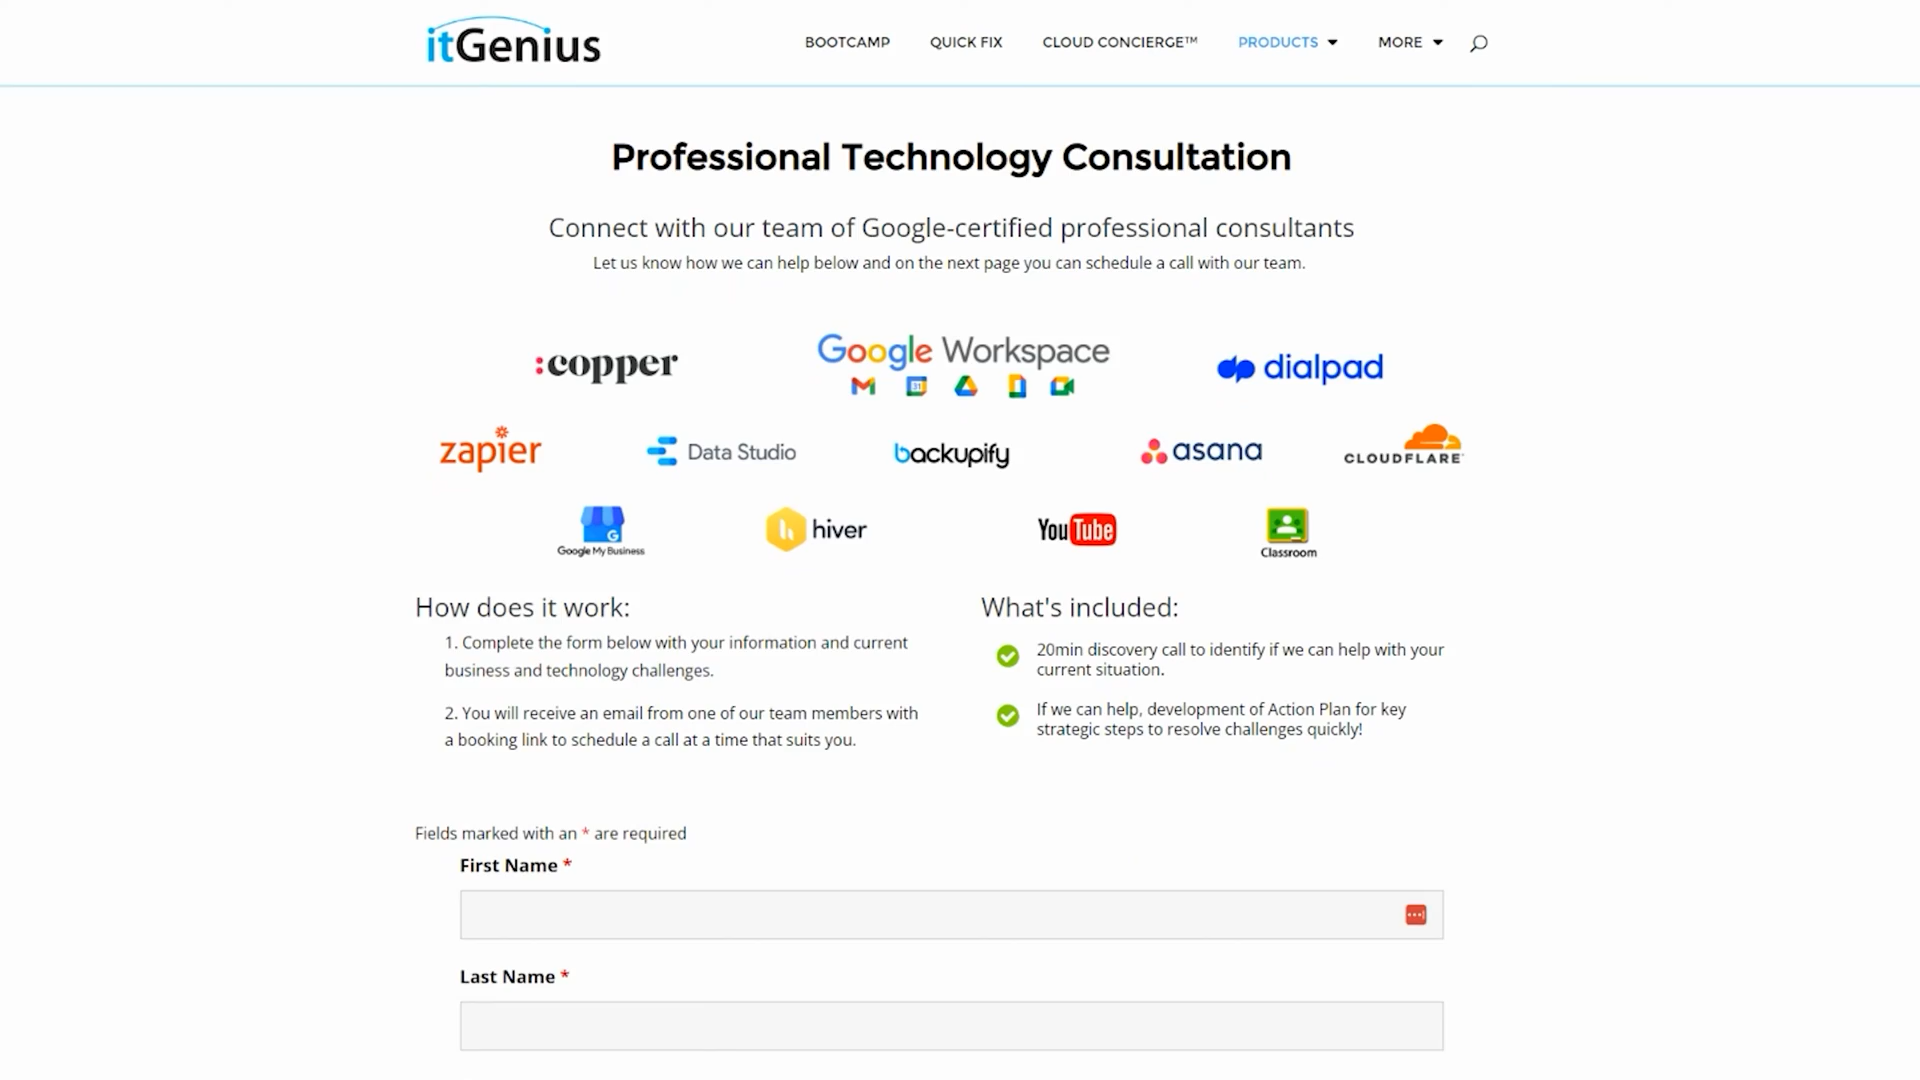 itGenius
BOOTCAMP QUICK FIX CLOUD CONCIERGE™ PRODUCTS MORE
Professional Technology Consultation
Connect with our team of Google-certified professional consultants
Let us know how we can help below and on the next page you can schedule a call with our team.
:copper Google Workspace dialpad
31
zapier Data Studio backupify asana CLOUDFLARE
G h hiver YouTube
Google My Business Classroom
How does it work:
1. Complete the form below with your information and current
business and technology challenges.
2. You will receive an email from one of our team members with
a booking link to schedule a call at a time that suits you.
What's included:
20min discovery call to identify if we can help with your
current situation.
If we can help, development of Action Plan for key
strategic steps to resolve challenges quickly!
Fields marked with an * are required
First Name *
Last Name *